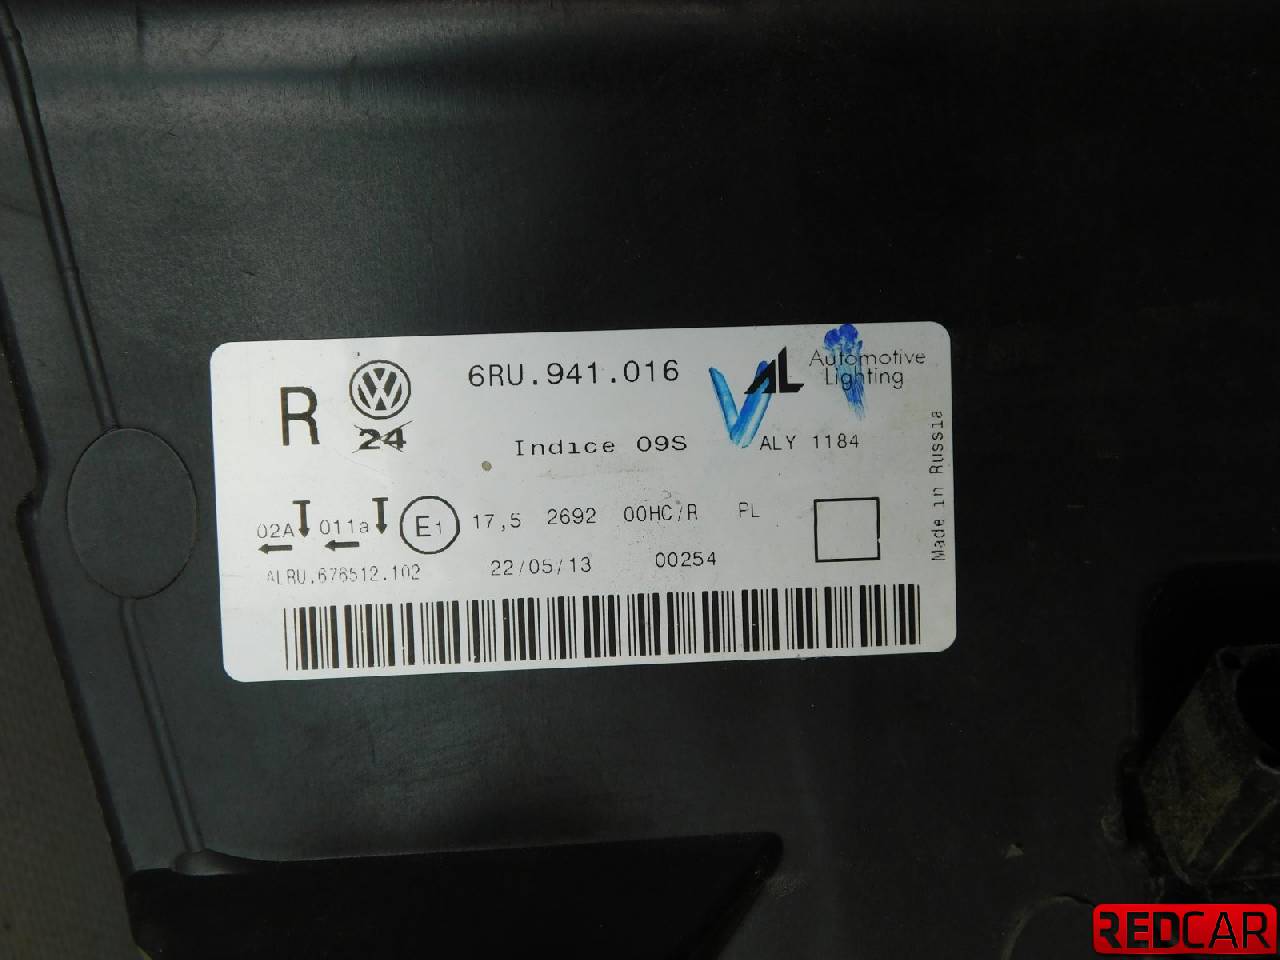 R
24
6RU.941.016
AL Automotive
Lighting
Indice 09S
ALY 1184
02A 011a E1 17,5 2692 00HC/R PL
ALRU.676512.102 22/05/13 00254
Made in Russia
REDCAR